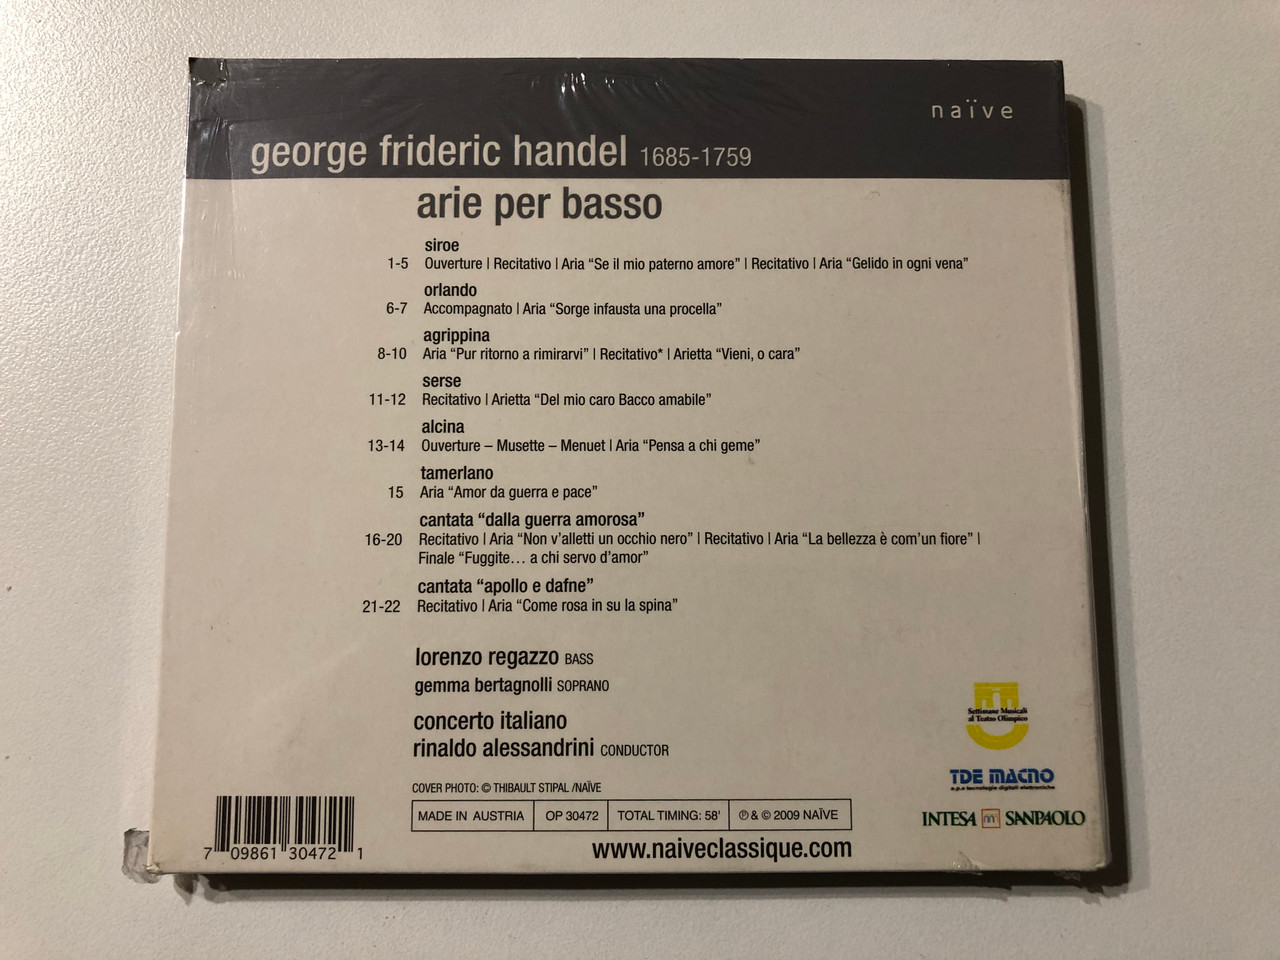 naïve
george frideric handel 1685-1759
arie per basso
siroe
1-5 Ouverture | Recitativo | Aria “Se il mio paterno amore” | Recitativo | Aria “Gelido in ogni vena”
orlando
6-7 Accompagnato | Aria “Sorge infausta una procella”
agrippina
8-10 Aria “Pur ritorno a rimirarvi” | Recitativo* | Arietta “Vieni, o cara”
serse
11-12 Recitativo | Arietta “Del mio caro Bacco amabile”
alcina
13-14 Ouverture – Musette – Menuet | Aria “Pensa a chi geme”
tamerlano
15 Aria “Amor da guerra e pace”
cantata “dalla guerra amorosa”
16-20 Recitativo | Aria “Non v’alletti un occhio nero” | Recitativo | Aria “La bellezza è com’un fiore” |
Finale “Fuggite… a chi servo d’amor”
cantata “apollo e dafne”
21-22 Recitativo | Aria “Come rosa in su la spina”
lorenzo regazzo BASS
gemma bertagnolli SOPRANO
concerto italiano
rinaldo alessandrini CONDUCTOR
Settimane Musicali
al Teatro Olimpico
TDE MACNO
s.p.a tecnologie digitali elettroniche
INTESA SANPAOLO
COVER PHOTO: © THIBAULT STIPAL /NAÏVE
MADE IN AUSTRIA OP 30472 TOTAL TIMING: 58' ℗ & © 2009 NAÏVE
www.naiveclassique.com
7 09861 30472 1